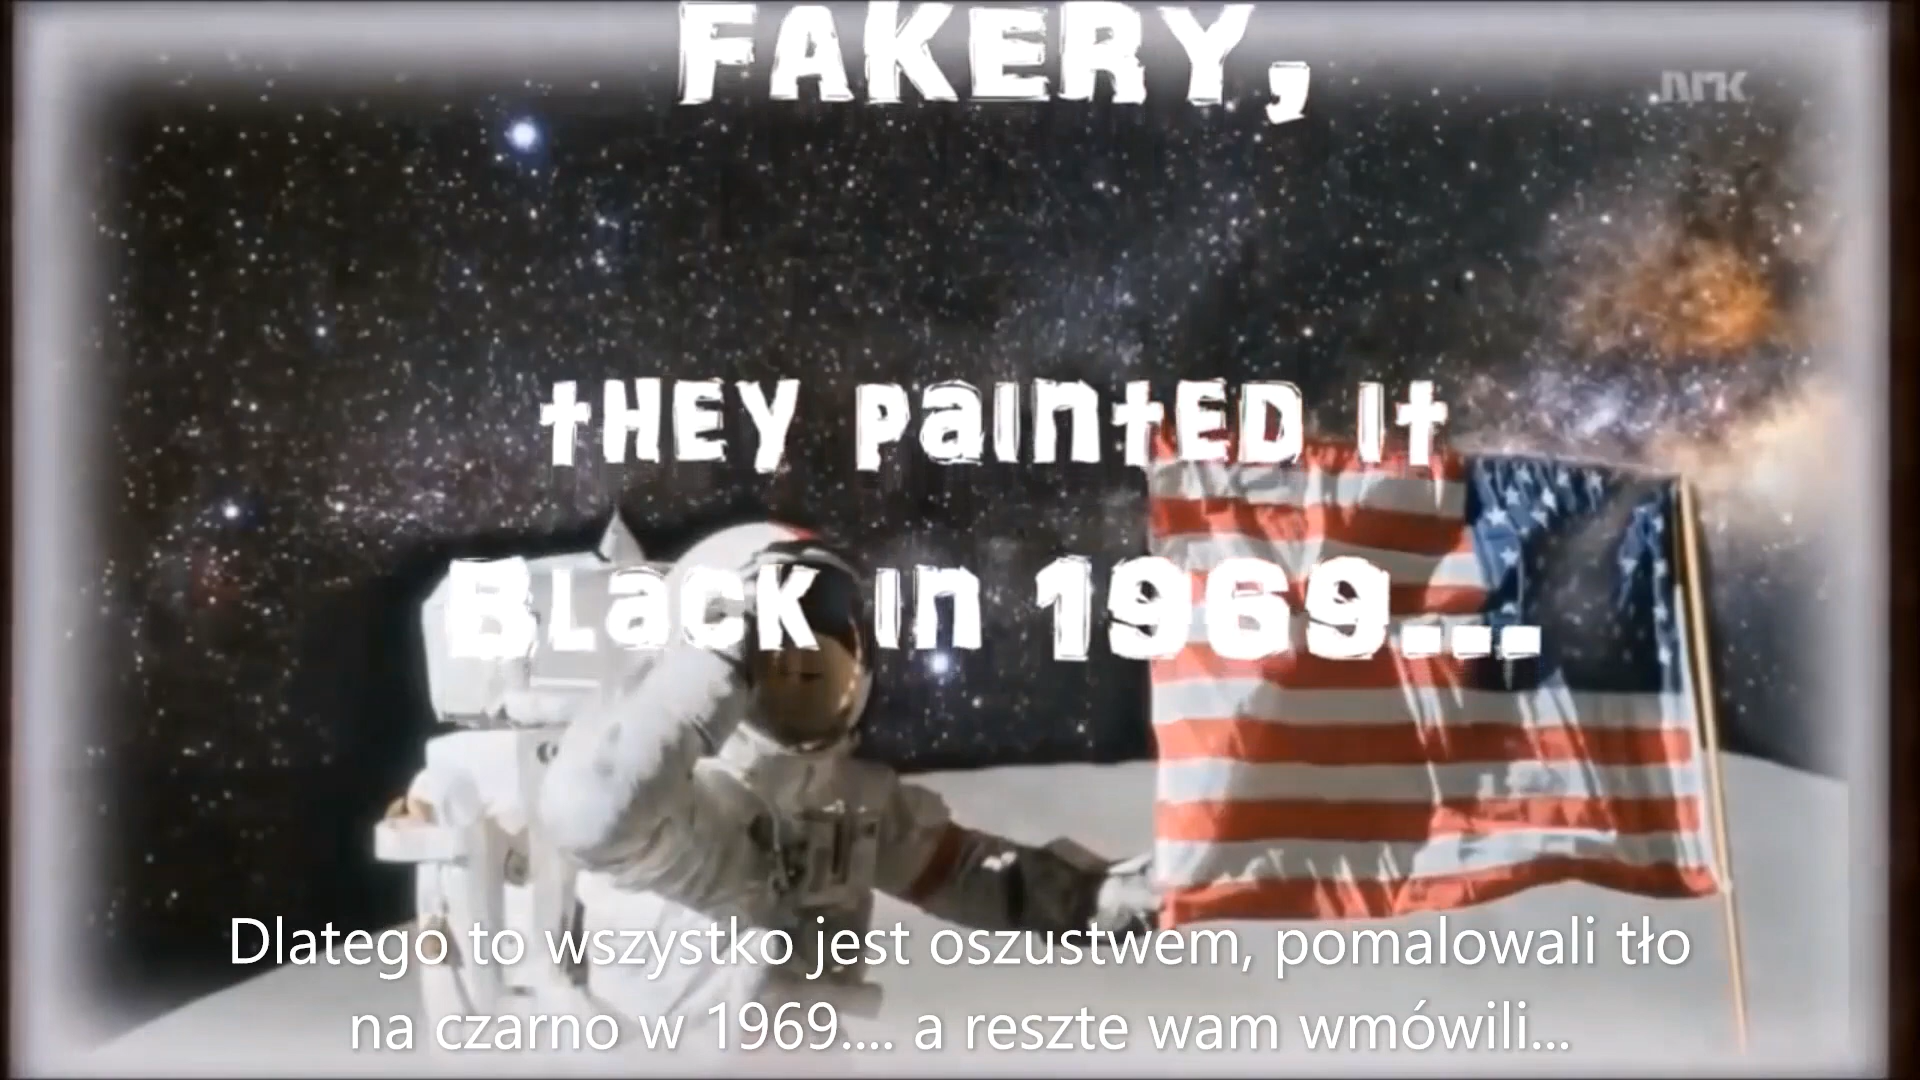 FAKERY,
nrk
tHEY PaintED it
BLacK in 1969...
Dlatego to wszystko jest oszustwem, pomalowali tło
na czarno w 1969.... a reszte wam wmówili...